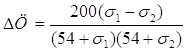 ΔÖ = 200(σ₁ − σ₂) / (54 + σ₁)(54 + σ₂)